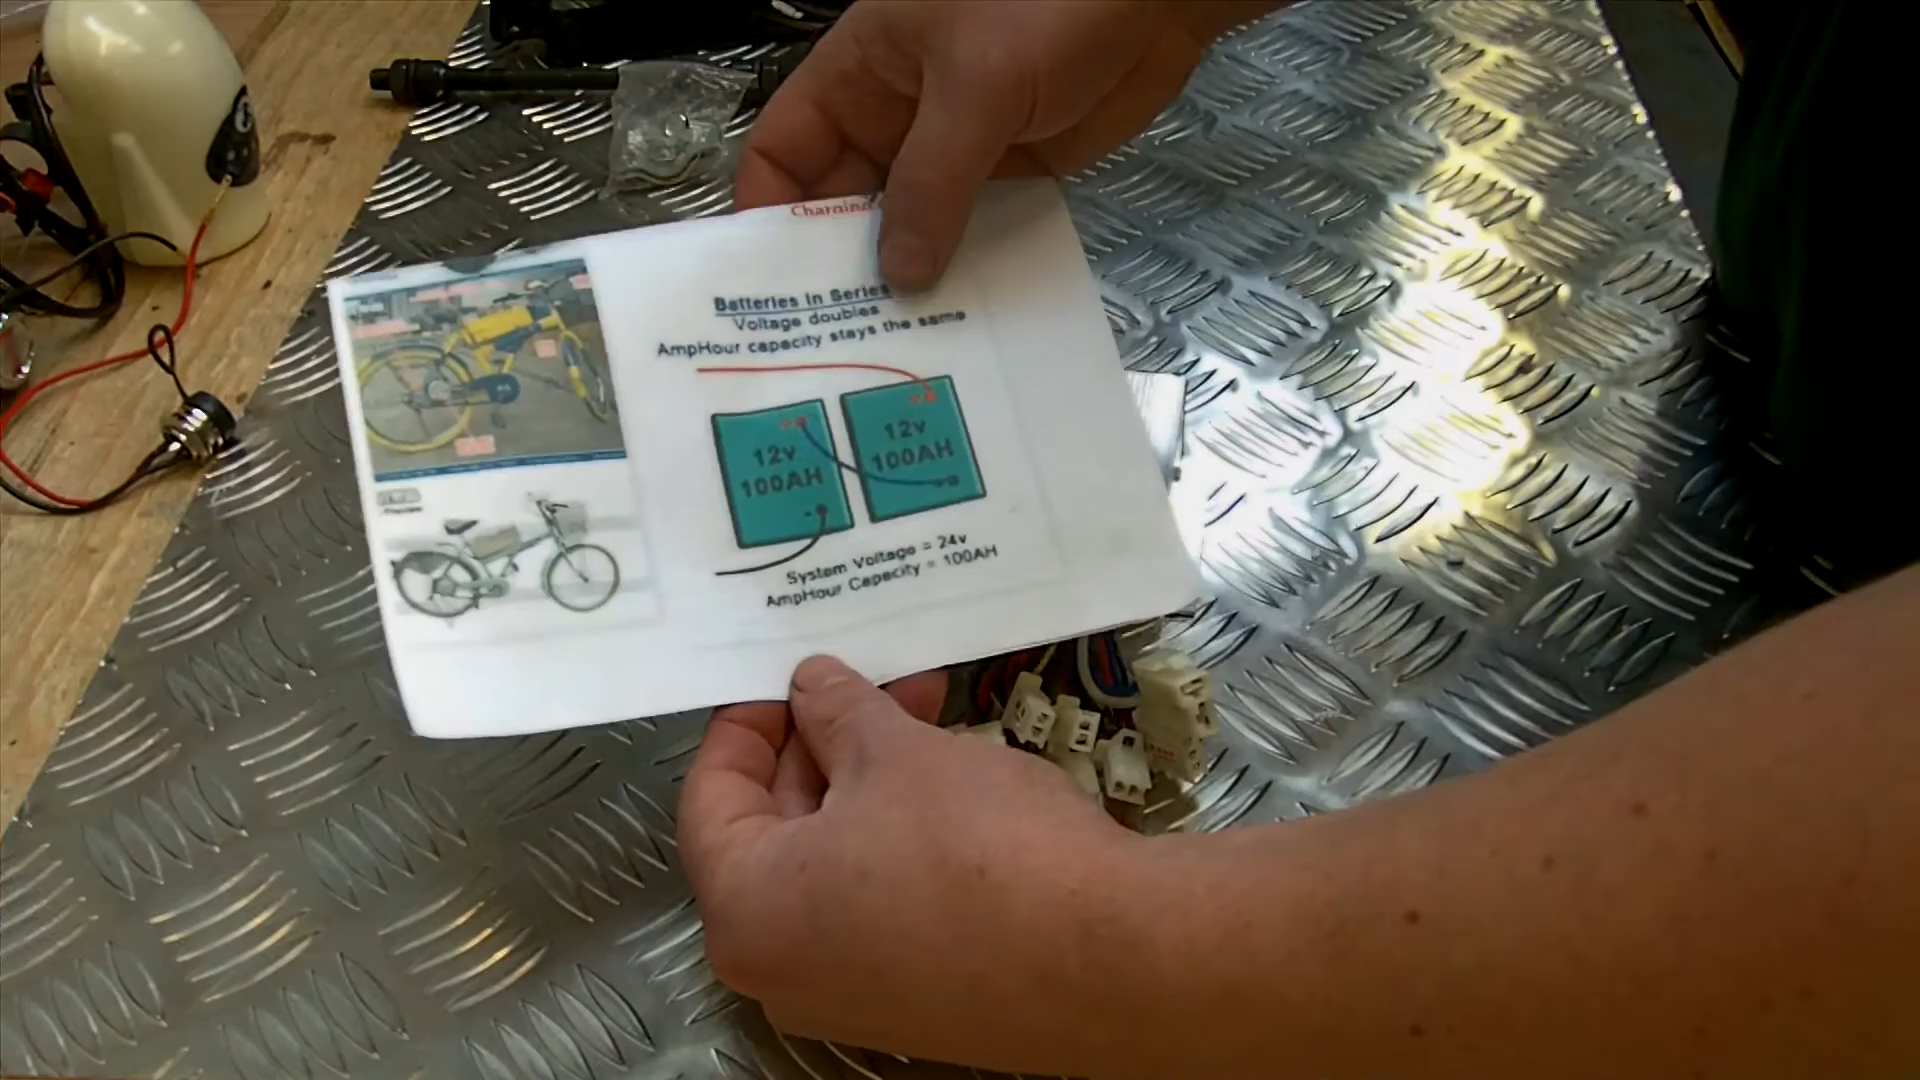 Charging
Batteries in Series
Voltage doubles
AmpHour capacity stays the same
12v
100AH
12v
100AH
System Voltage = 24v
AmpHour Capacity = 100AH